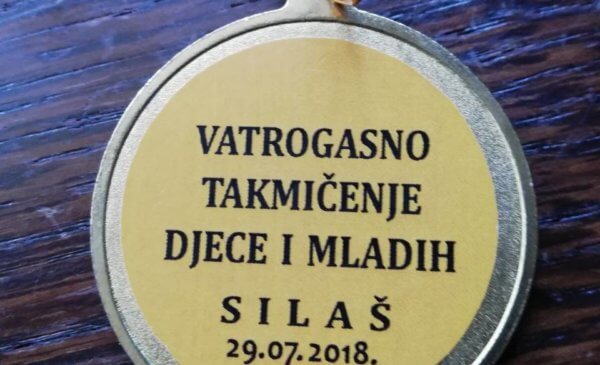 VATROGASNO
TAKMIČENJE
DJECE I MLADIH
SILAŠ
29.07.2018.